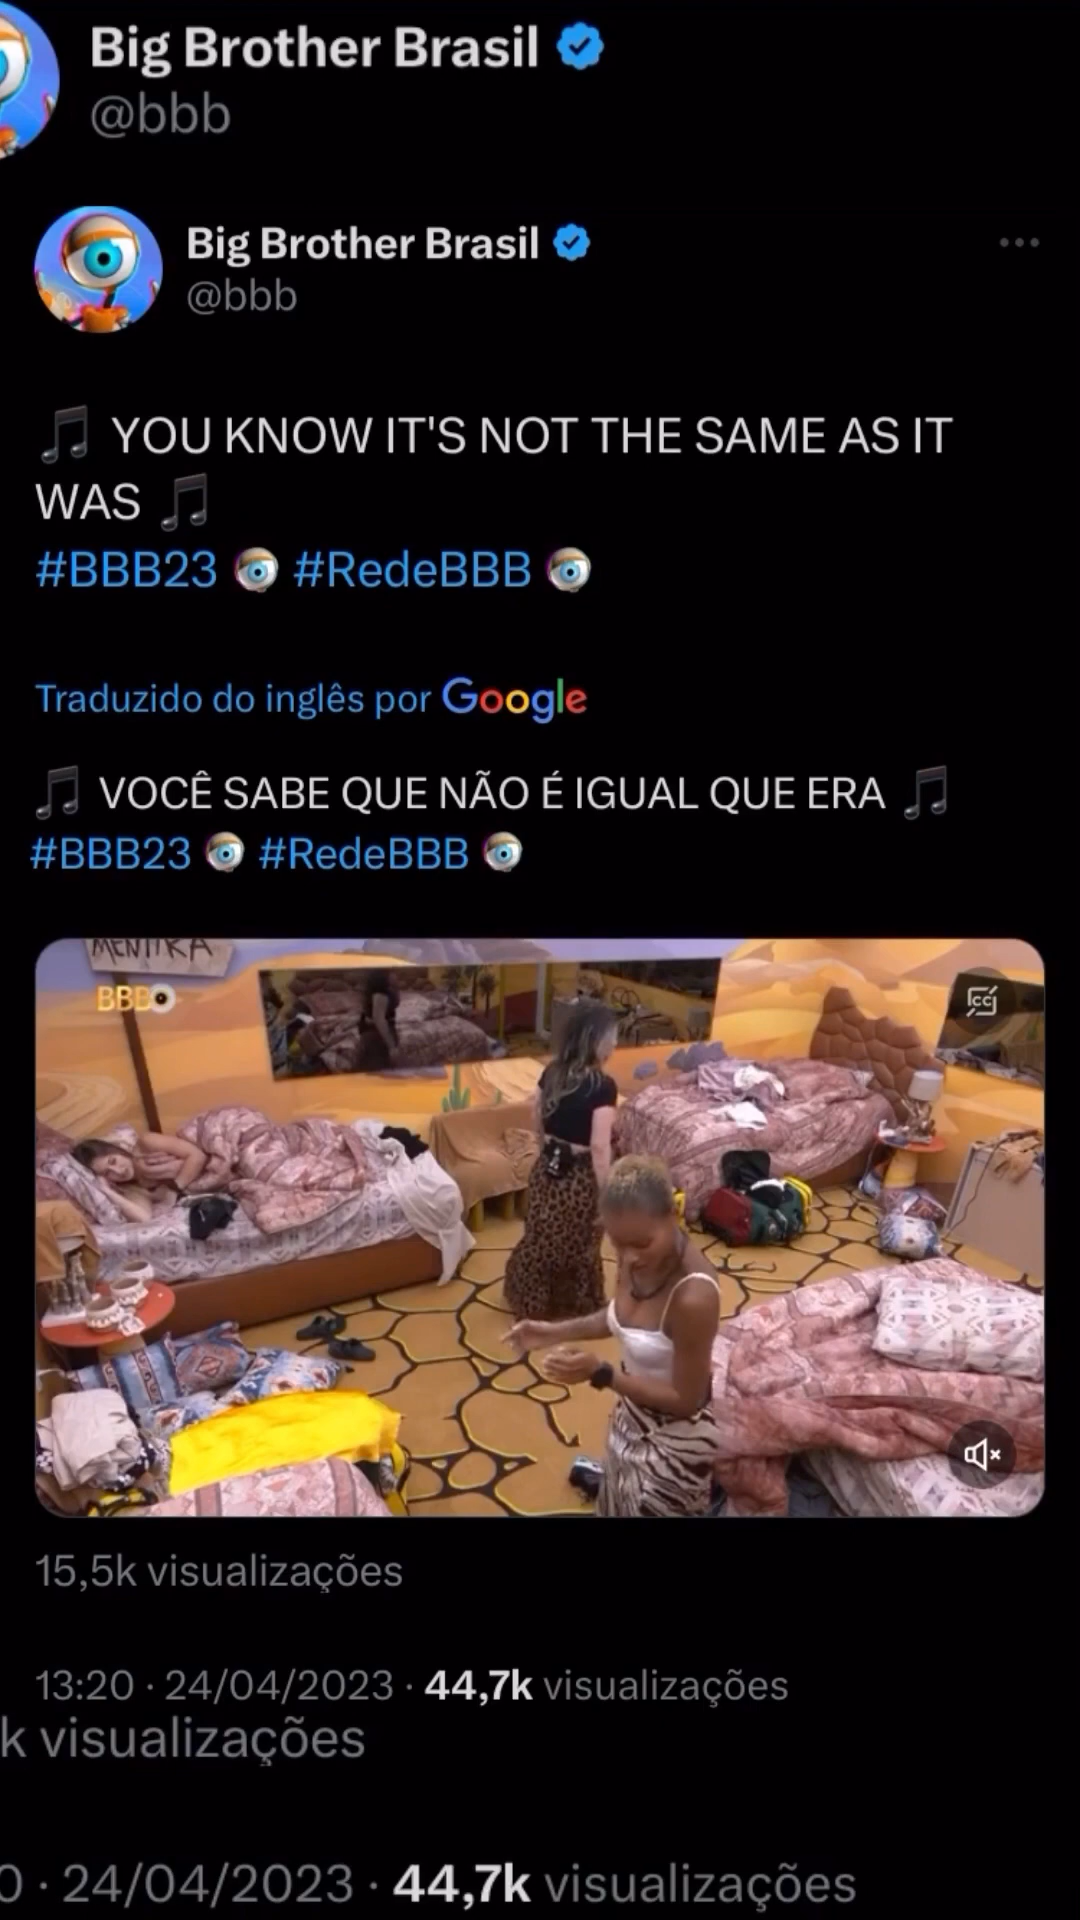 Big Brother Brasil
@bbb
Big Brother Brasil
@bbb
🎵 YOU KNOW IT'S NOT THE SAME AS IT
WAS 🎵
#BBB23 #RedeBBB
Traduzido do inglês por Google
🎵 VOCÊ SABE QUE NÃO É IGUAL QUE ERA 🎵
#BBB23 #RedeBBB
MENTIRA
BBB
CC
15,5k visualizações
13:20 · 24/04/2023 · 44,7k visualizações
k visualizações
0 · 24/04/2023 · 44,7k visualizações